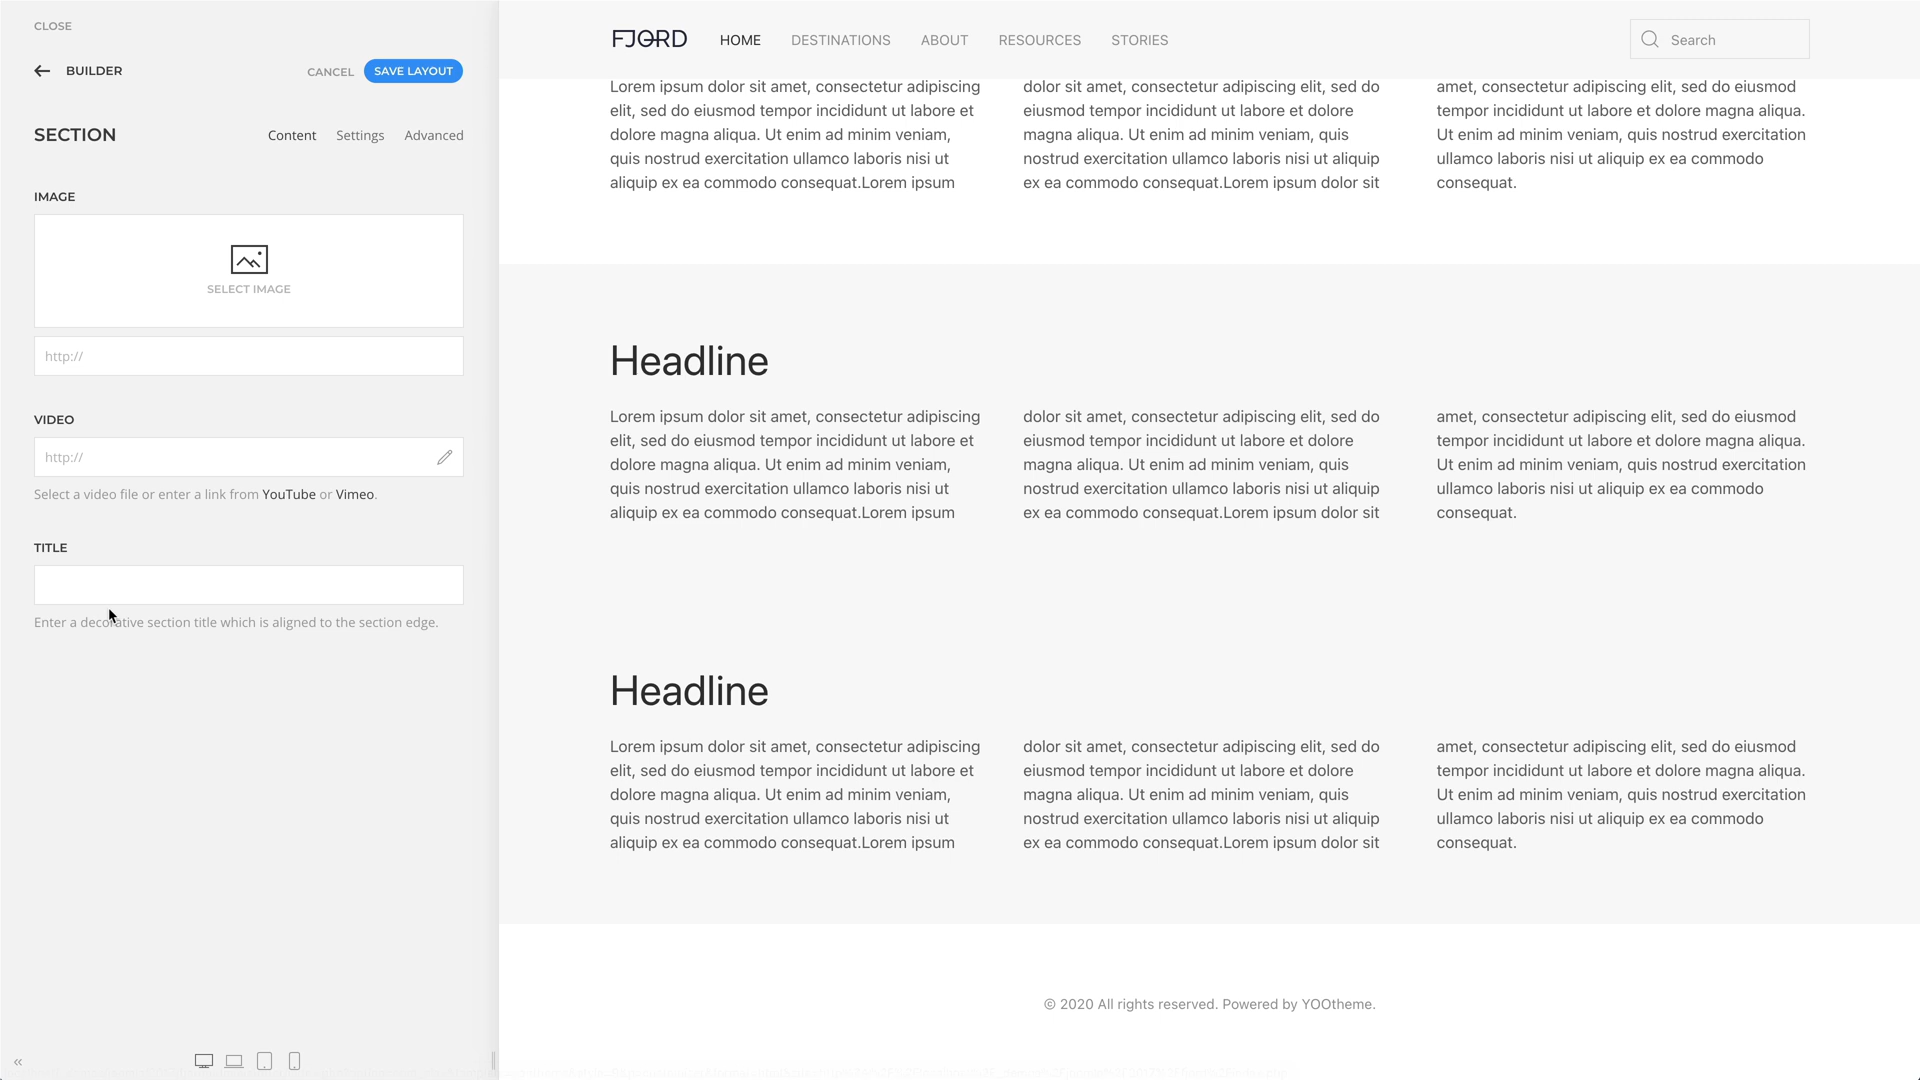 CLOSE
BUILDER
CANCEL
SAVE LAYOUT
SECTION
Content
Settings
Advanced
IMAGE
SELECT IMAGE
http://
VIDEO
http://
Select a video file or enter a link from YouTube or Vimeo.
TITLE
Enter a decorative section title which is aligned to the section edge.
«
FJORD
HOME
DESTINATIONS
ABOUT
RESOURCES
STORIES
Search
Lorem ipsum dolor sit amet, consectetur adipiscing
elit, sed do eiusmod tempor incididunt ut labore et
dolore magna aliqua. Ut enim ad minim veniam,
quis nostrud exercitation ullamco laboris nisi ut
aliquip ex ea commodo consequat.Lorem ipsum
dolor sit amet, consectetur adipiscing elit, sed do
eiusmod tempor incididunt ut labore et dolore
magna aliqua. Ut enim ad minim veniam, quis
nostrud exercitation ullamco laboris nisi ut aliquip
ex ea commodo consequat.Lorem ipsum dolor sit
amet, consectetur adipiscing elit, sed do eiusmod
tempor incididunt ut labore et dolore magna aliqua.
Ut enim ad minim veniam, quis nostrud exercitation
ullamco laboris nisi ut aliquip ex ea commodo
consequat.
Headline
Lorem ipsum dolor sit amet, consectetur adipiscing
elit, sed do eiusmod tempor incididunt ut labore et
dolore magna aliqua. Ut enim ad minim veniam,
quis nostrud exercitation ullamco laboris nisi ut
aliquip ex ea commodo consequat.Lorem ipsum
dolor sit amet, consectetur adipiscing elit, sed do
eiusmod tempor incididunt ut labore et dolore
magna aliqua. Ut enim ad minim veniam, quis
nostrud exercitation ullamco laboris nisi ut aliquip
ex ea commodo consequat.Lorem ipsum dolor sit
amet, consectetur adipiscing elit, sed do eiusmod
tempor incididunt ut labore et dolore magna aliqua.
Ut enim ad minim veniam, quis nostrud exercitation
ullamco laboris nisi ut aliquip ex ea commodo
consequat.
Headline
Lorem ipsum dolor sit amet, consectetur adipiscing
elit, sed do eiusmod tempor incididunt ut labore et
dolore magna aliqua. Ut enim ad minim veniam,
quis nostrud exercitation ullamco laboris nisi ut
aliquip ex ea commodo consequat.Lorem ipsum
dolor sit amet, consectetur adipiscing elit, sed do
eiusmod tempor incididunt ut labore et dolore
magna aliqua. Ut enim ad minim veniam, quis
nostrud exercitation ullamco laboris nisi ut aliquip
ex ea commodo consequat.Lorem ipsum dolor sit
amet, consectetur adipiscing elit, sed do eiusmod
tempor incididunt ut labore et dolore magna aliqua.
Ut enim ad minim veniam, quis nostrud exercitation
ullamco laboris nisi ut aliquip ex ea commodo
consequat.
© 2020 All rights reserved. Powered by YOOtheme.